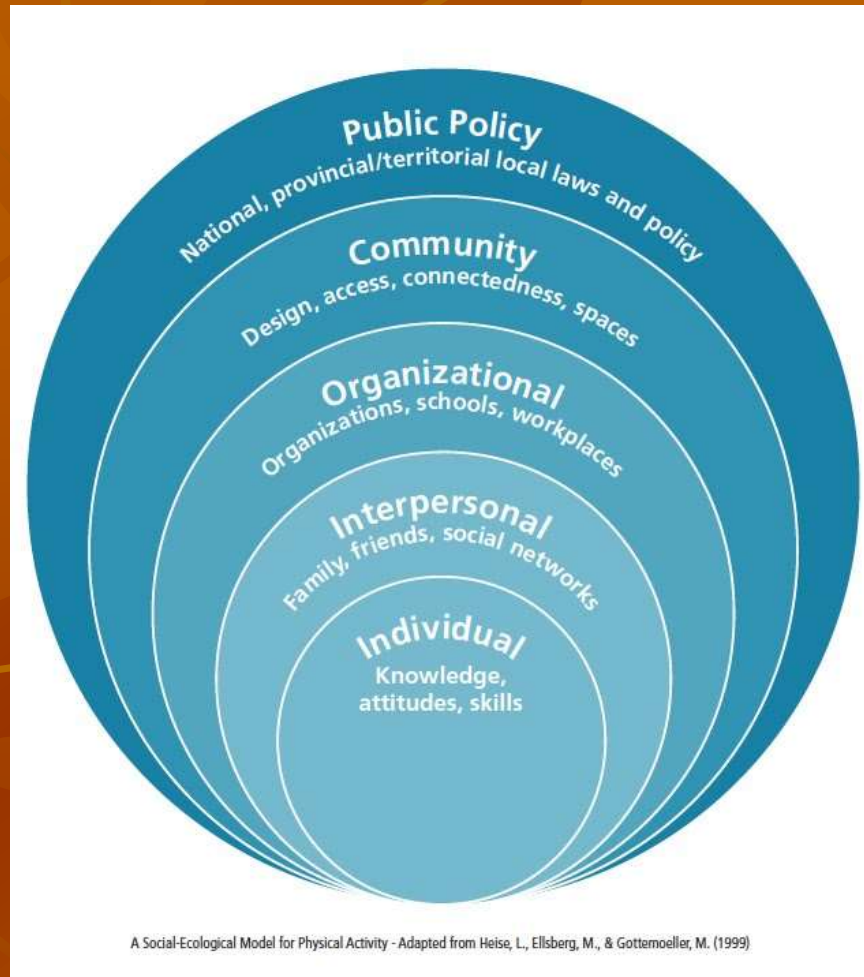 Public Policy
National, provincial/territorial local laws and policy
Community
Design, access, connectedness, spaces
Organizational
Organizations, schools, workplaces
Interpersonal
Family, friends, social networks
Individual
Knowledge,
attitudes, skills
A Social-Ecological Model for Physical Activity - Adapted from Heise, L., Ellsberg, M., & Gottemoeller, M. (1999)